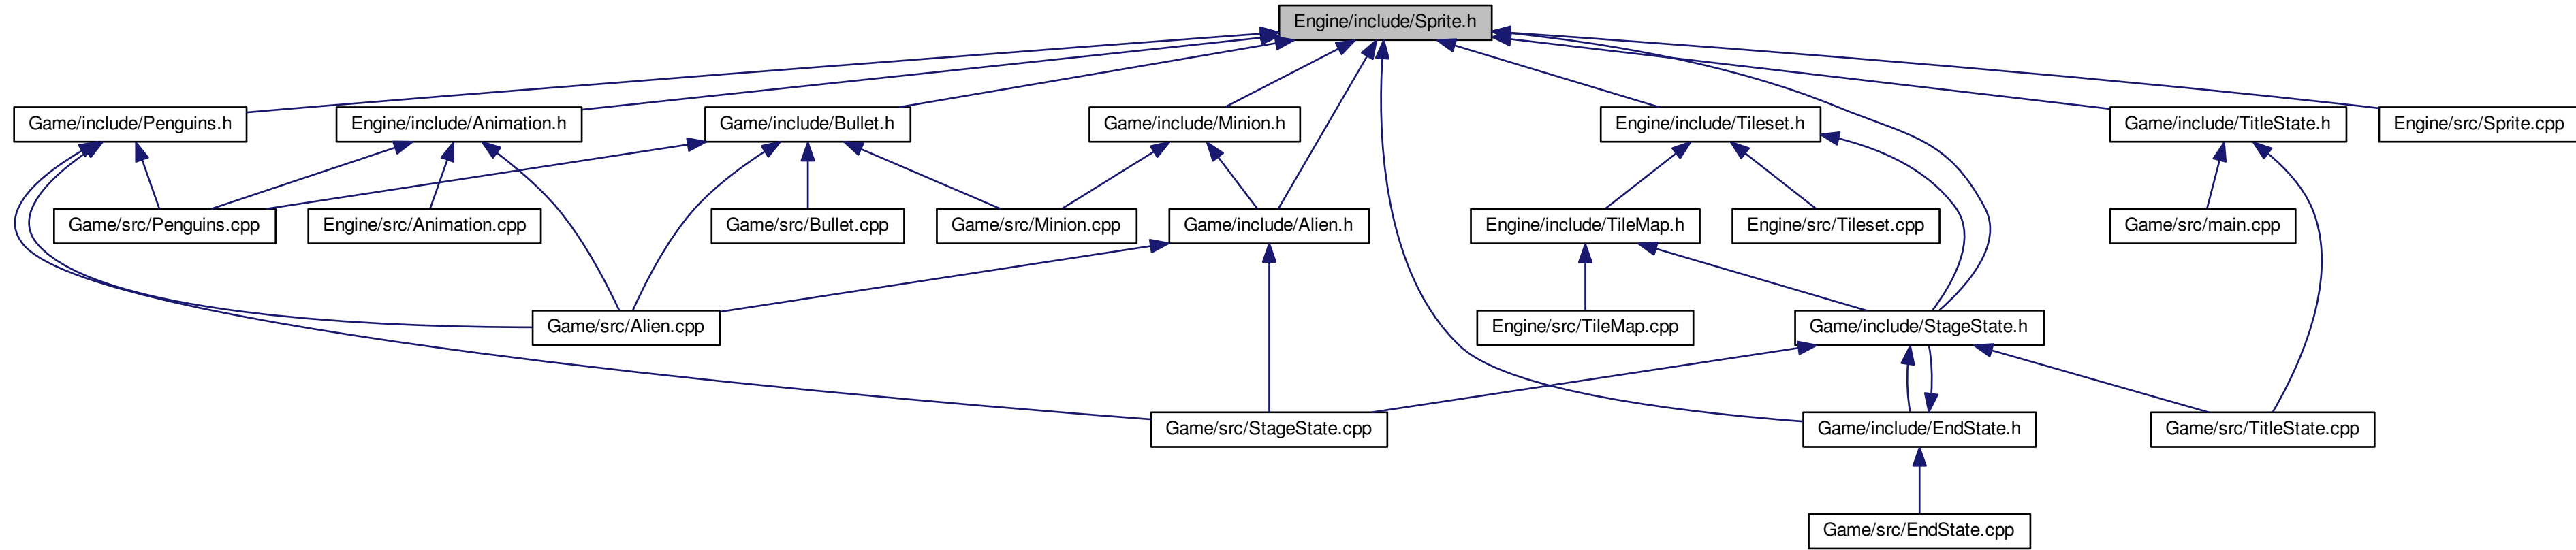 Engine/include/Sprite.h
Game/include/Penguins.h
Engine/include/Animation.h
Game/include/Bullet.h
Game/include/Minion.h
Engine/include/Tileset.h
Game/include/TitleState.h
Engine/src/Sprite.cpp
Game/src/Penguins.cpp
Engine/src/Animation.cpp
Game/src/Bullet.cpp
Game/src/Minion.cpp
Game/include/Alien.h
Engine/include/TileMap.h
Engine/src/Tileset.cpp
Game/src/main.cpp
Game/src/Alien.cpp
Engine/src/TileMap.cpp
Game/include/StageState.h
Game/src/StageState.cpp
Game/include/EndState.h
Game/src/TitleState.cpp
Game/src/EndState.cpp